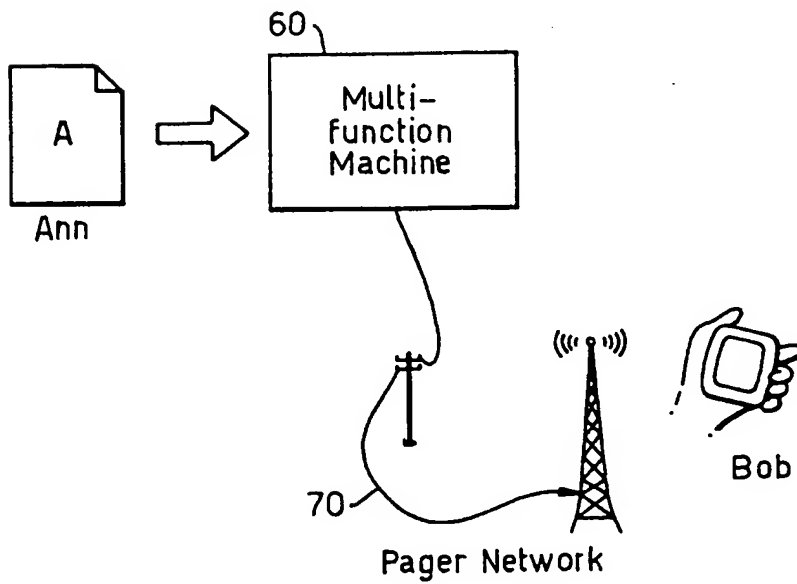 60
Multi-
function
Machine
A
Ann
70
Bob
Pager Network